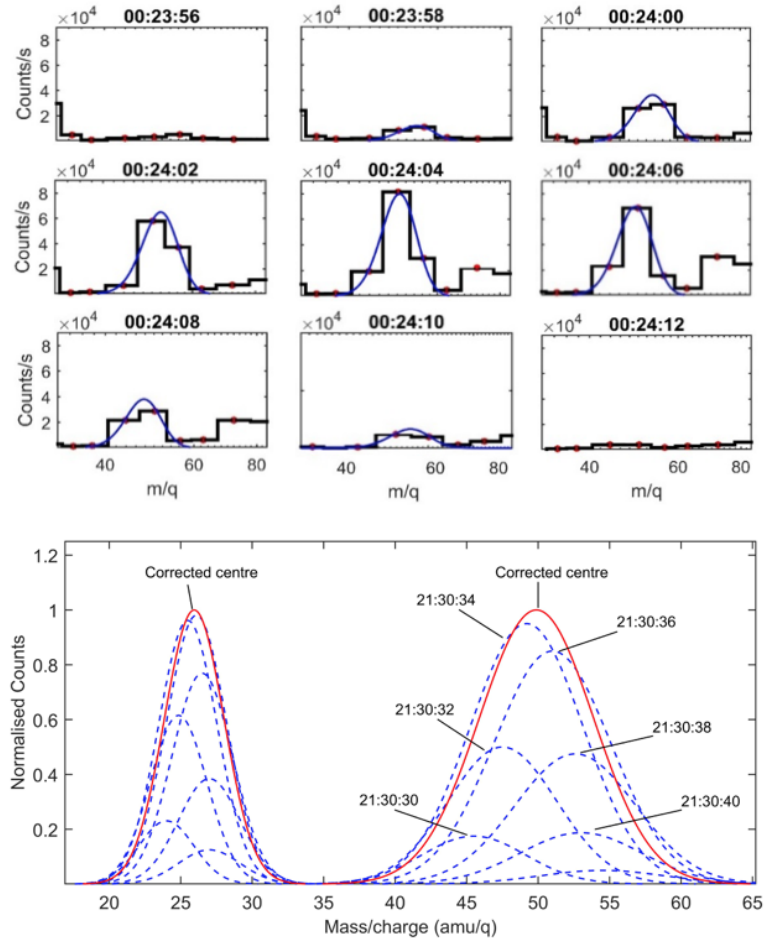 00:23:56 00:23:58 00:24:00
×10⁴ ×10⁴ ×10⁴
Counts/s
8
6
4
2
00:24:02 00:24:04 00:24:06
×10⁴ ×10⁴ ×10⁴
Counts/s
8
6
4
2
00:24:08 00:24:10 00:24:12
×10⁴ ×10⁴ ×10⁴
Counts/s
8
6
4
2
40 60 80 40 60 80 40 60 80
m/q m/q m/q
1.2
Corrected centre Corrected centre
21:30:34
1
21:30:36
0.8
Normalised Counts
21:30:32
21:30:38
0.6
0.4
21:30:30 21:30:40
0.2
20 25 30 35 40 45 50 55 60 65
Mass/charge (amu/q)